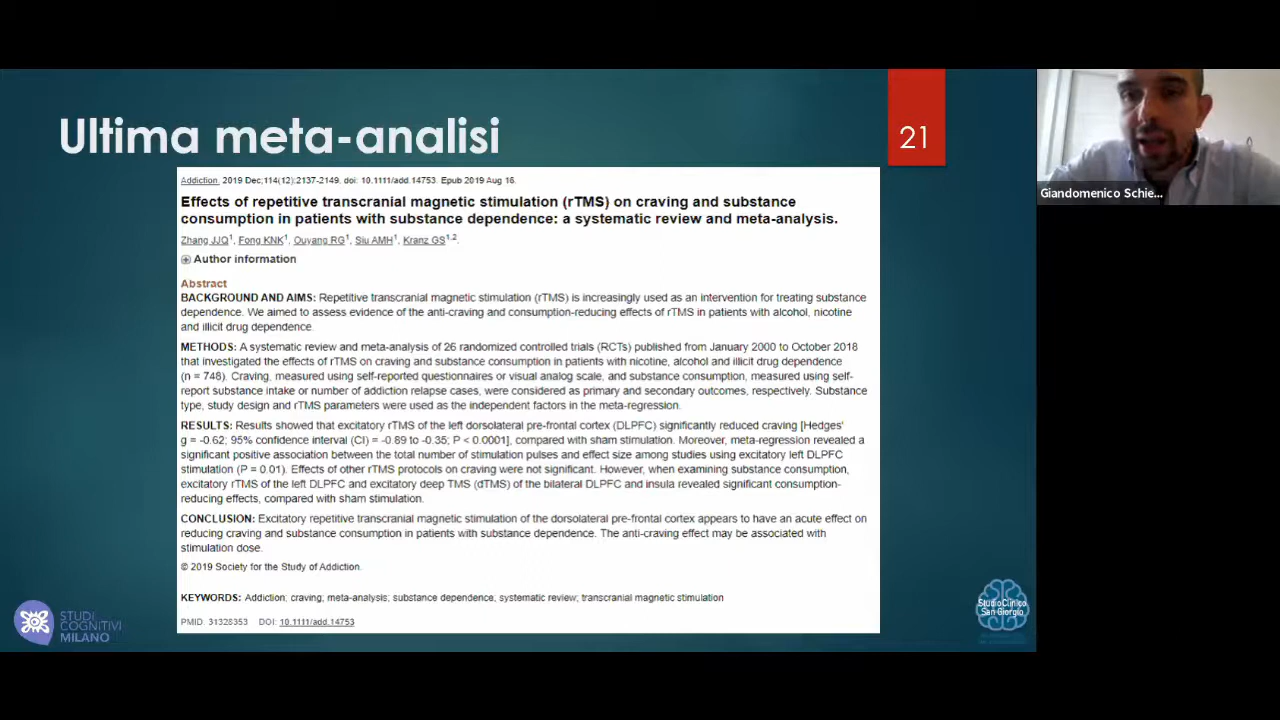 Ultima meta-analisi
21
Addiction. 2019 Dec;114(12):2137-2149. doi: 10.1111/add.14753. Epub 2019 Aug 16.
Effects of repetitive transcranial magnetic stimulation (rTMS) on craving and substance
consumption in patients with substance dependence: a systematic review and meta-analysis.
Zhang JJQ1, Fong KNK1, Ouyang RG1, Siu AMH1, Kranz GS1,2.
Author information
Abstract
BACKGROUND AND AIMS: Repetitive transcranial magnetic stimulation (rTMS) is increasingly used as an intervention for treating substance
dependence. We aimed to assess evidence of the anti-craving and consumption-reducing effects of rTMS in patients with alcohol, nicotine
and illicit drug dependence.
METHODS: A systematic review and meta-analysis of 26 randomized controlled trials (RCTs) published from January 2000 to October 2018
that investigated the effects of rTMS on craving and substance consumption in patients with nicotine, alcohol and illicit drug dependence
(n = 748). Craving, measured using self-reported questionnaires or visual analog scale, and substance consumption, measured using self-
report substance intake or number of addiction relapse cases, were considered as primary and secondary outcomes, respectively. Substance
type, study design and rTMS parameters were used as the independent factors in the meta-regression.
RESULTS: Results showed that excitatory rTMS of the left dorsolateral pre-frontal cortex (DLPFC) significantly reduced craving [Hedges'
g = -0.62; 95% confidence interval (CI) = -0.89 to -0.35; P < 0.0001], compared with sham stimulation. Moreover, meta-regression revealed a
significant positive association between the total number of stimulation pulses and effect size among studies using excitatory left DLPFC
stimulation (P = 0.01). Effects of other rTMS protocols on craving were not significant. However, when examining substance consumption,
excitatory rTMS of the left DLPFC and excitatory deep TMS (dTMS) of the bilateral DLPFC and insula revealed significant consumption-
reducing effects, compared with sham stimulation.
CONCLUSION: Excitatory repetitive transcranial magnetic stimulation of the dorsolateral pre-frontal cortex appears to have an acute effect on
reducing craving and substance consumption in patients with substance dependence. The anti-craving effect may be associated with
stimulation dose.
© 2019 Society for the Study of Addiction.
KEYWORDS: Addiction; craving; meta-analysis; substance dependence; systematic review; transcranial magnetic stimulation
PMID: 31328353 DOI: 10.1111/add.14753
STUDI
COGNITIVI
MILANO
StudioClinico
San Giorgio
Giandomenico Schie...